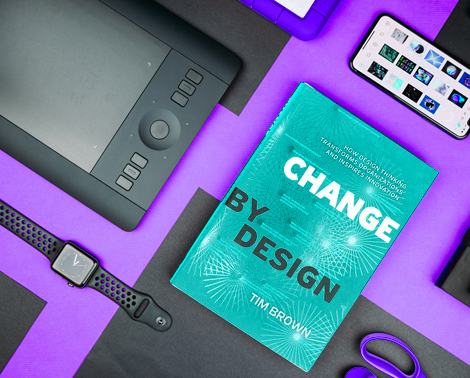 HOW DESIGN THINKING
TRANSFORMS ORGANIZATIONS
AND INSPIRES INNOVATION
CHANGE
BY
DESIGN
TIM BROWN